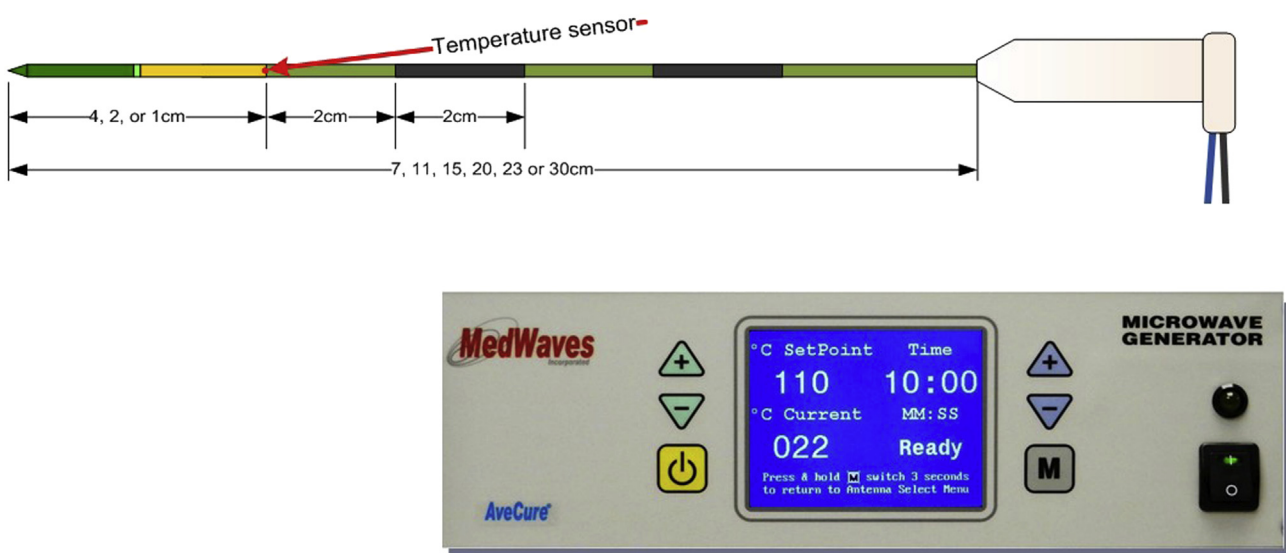 Temperature sensor
4, 2, or 1cm
2cm
2cm
7, 11, 15, 20, 23 or 30cm
MedWaves
Incorporated
MICROWAVE
GENERATOR
°C SetPoint Time
110 10:00
°C Current MM:SS
022 Ready
Press & hold M switch 3 seconds
to return to Antenna Select Menu
M
AveCure®